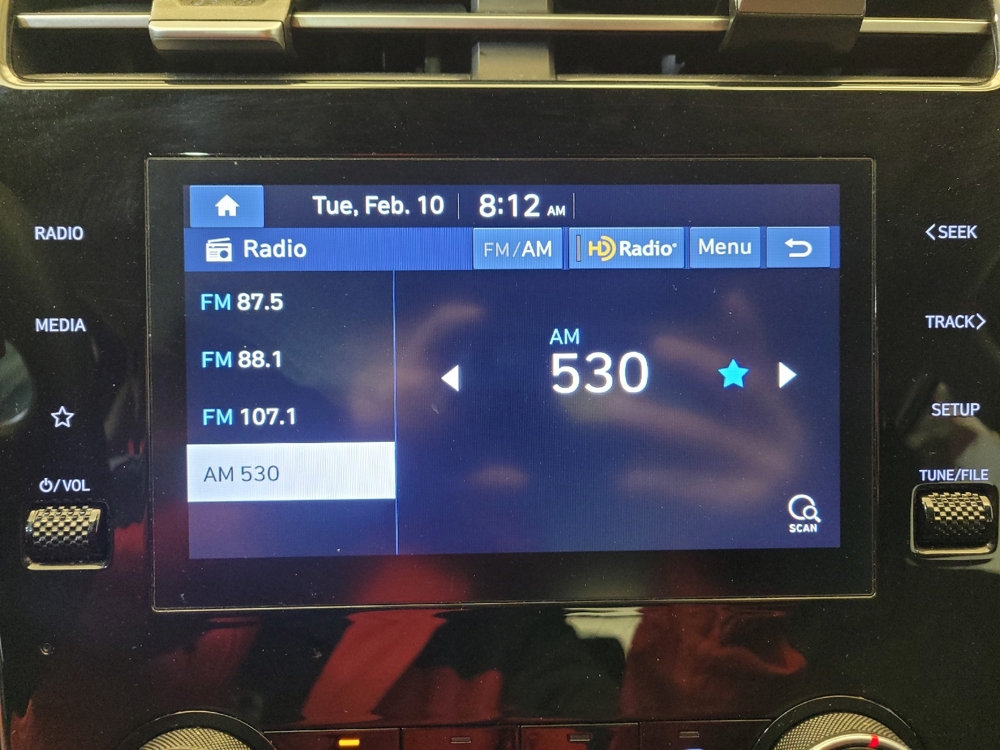 Tue, Feb. 10 8:12 AM
Radio FM/AM HD Radio Menu
RADIO
MEDIA
/VOL
FM 87.5
FM 88.1
FM 107.1
AM 530
AM
530
SCAN
<SEEK
TRACK>
SETUP
TUNE/FILE